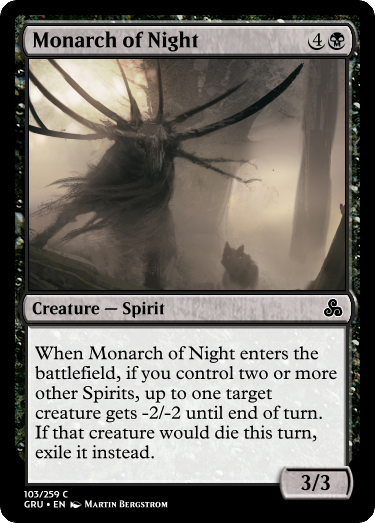 Monarch of Night 4
Creature — Spirit
When Monarch of Night enters the
battlefield, if you control two or more
other Spirits, up to one target
creature gets -2/-2 until end of turn.
If that creature would die this turn,
exile it instead.
3/3
103/259 C
GRU • EN Martin Bergstrom